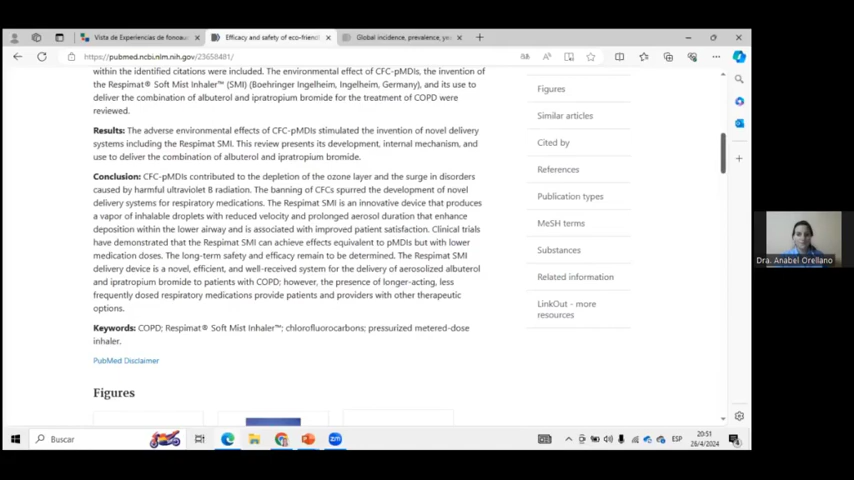 Vista de Experiencias de fonoau
Efficacy and safety of eco-friendl
Global incidence, prevalence, ye
https://pubmed.ncbi.nlm.nih.gov/23658481/
within the identified citations were included. The environmental effect of CFC-pMDIs, the invention of
the Respimat® Soft Mist Inhaler™ (SMI) (Boehringer Ingelheim, Ingelheim, Germany), and its use to
deliver the combination of albuterol and ipratropium bromide for the treatment of COPD were
reviewed.
Results: The adverse environmental effects of CFC-pMDIs stimulated the invention of novel delivery
systems including the Respimat SMI. This review presents its development, internal mechanism, and
use to deliver the combination of albuterol and ipratropium bromide.
Conclusion: CFC-pMDIs contributed to the depletion of the ozone layer and the surge in disorders
caused by harmful ultraviolet B radiation. The banning of CFCs spurred the development of novel
delivery systems for respiratory medications. The Respimat SMI is an innovative device that produces
a vapor of inhalable droplets with reduced velocity and prolonged aerosol duration that enhance
deposition within the lower airway and is associated with improved patient satisfaction. Clinical trials
have demonstrated that the Respimat SMI can achieve effects equivalent to pMDIs but with lower
medication doses. The long-term safety and efficacy remain to be determined. The Respimat SMI
delivery device is a novel, efficient, and well-received system for the delivery of aerosolized albuterol
and ipratropium bromide to patients with COPD; however, the presence of longer-acting, less
frequently dosed respiratory medications provide patients and providers with other therapeutic
options.
Keywords: COPD; Respimat® Soft Mist Inhaler™; chlorofluorocarbons; pressurized metered-dose
inhaler.
PubMed Disclaimer
Figures
Figures
Similar articles
Cited by
References
Publication types
MeSH terms
Substances
Related information
LinkOut - more
resources
Dra. Anabel Orellano
Buscar
ESP
20:51
26/4/2024